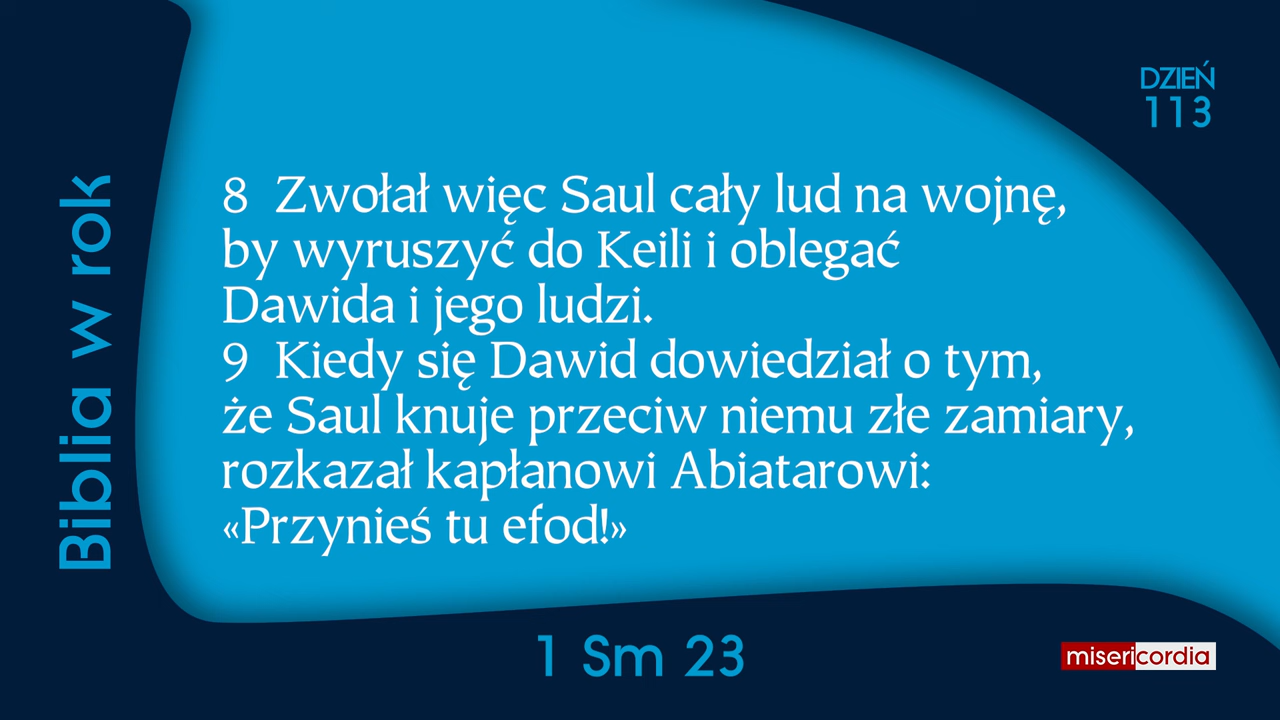 DZIEŃ
113
Biblia w rok
8 Zwołał więc Saul cały lud na wojnę,
by wyruszyć do Keili i oblegać
Dawida i jego ludzi.
9 Kiedy się Dawid dowiedział o tym,
że Saul knuje przeciw niemu złe zamiary,
rozkazał kapłanowi Abiatarowi:
«Przynieś tu efod!»
1 Sm 23
misericordia